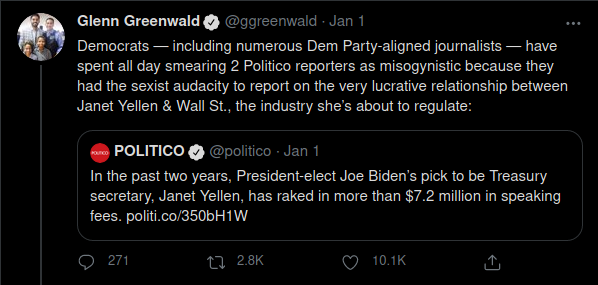 Glenn Greenwald @ggreenwald · Jan 1
Democrats — including numerous Dem Party-aligned journalists — have
spent all day smearing 2 Politico reporters as misogynistic because they
had the sexist audacity to report on the very lucrative relationship between
Janet Yellen & Wall St., the industry she's about to regulate:
POLITICO
POLITICO @politico · Jan 1
In the past two years, President-elect Joe Biden's pick to be Treasury
secretary, Janet Yellen, has raked in more than $7.2 million in speaking
fees. politi.co/350bH1W
271 2.8K 10.1K